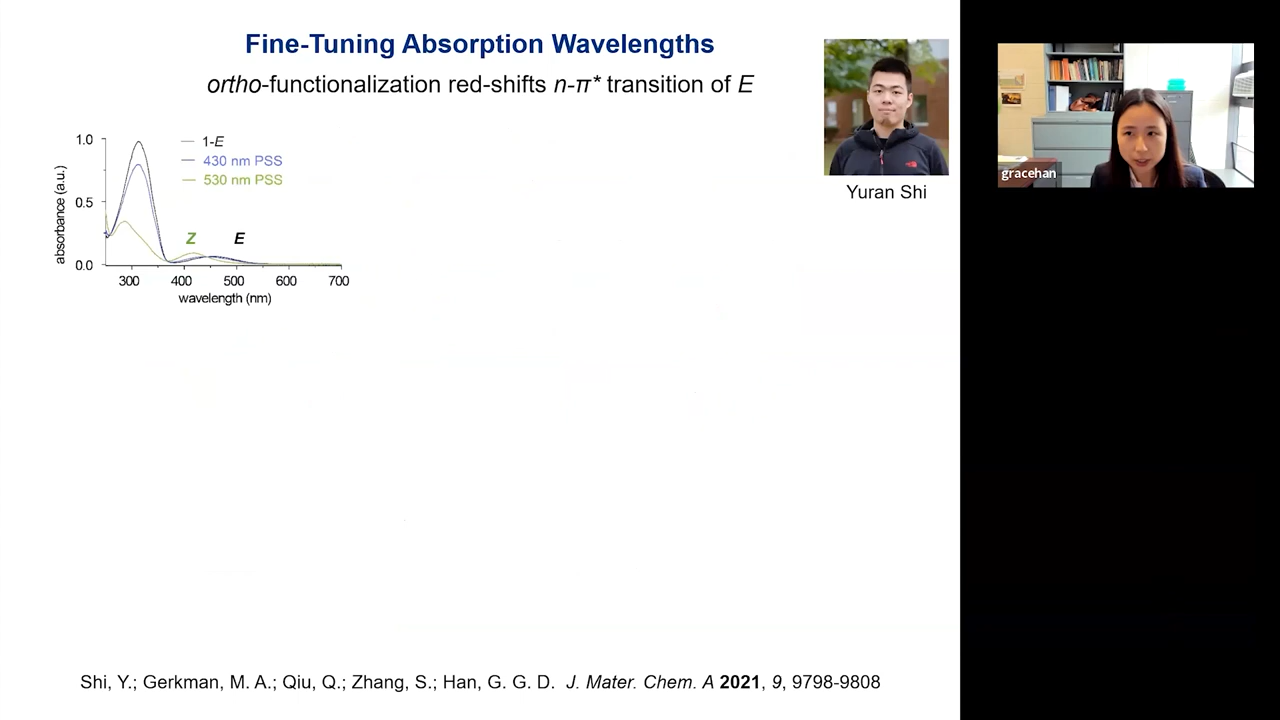 Fine-Tuning Absorption Wavelengths
ortho-functionalization red-shifts n-π* transition of E
Yuran Shi
gracehan
1.0
0.5
0.0
absorbance (a.u.)
1-E
430 nm PSS
530 nm PSS
Z
E
300 400 500 600 700
wavelength (nm)
Shi, Y.; Gerkman, M. A.; Qiu, Q.; Zhang, S.; Han, G. G. D. J. Mater. Chem. A 2021, 9, 9798-9808